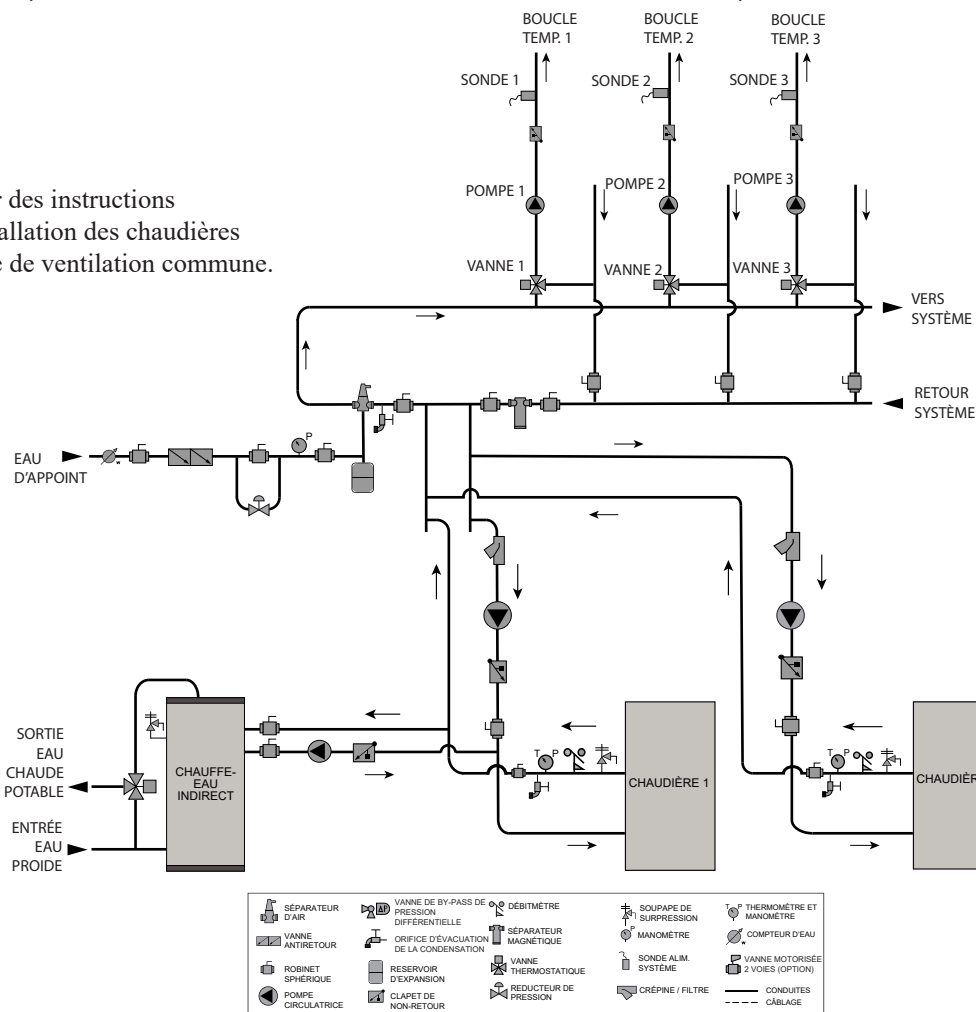 BOUCLE
TEMP. 1
BOUCLE
TEMP. 2
BOUCLE
TEMP. 3
SONDE 1
SONDE 2
SONDE 3
des instructions
allation des chaudières
de ventilation commune.
POMPE 1
POMPE 2
POMPE 3
VANNE 1
VANNE 2
VANNE 3
VERS
SYSTÈME
RETOUR
SYSTÈME
P
EAU
D'APPOINT
W
SORTIE
EAU
CHAUDE
POTABLE
CHAUFFE-
EAU
INDIRECT
ENTRÉE
EAU
PROIDE
T P
CHAUDIÈRE 1
T P
CHAUDIÈR
SÉPARATEUR
D'AIR
VANNE DE BY-PASS DE
PRESSION
DIFFÉRENTIELLE
ΔP
DÉBITMÈTRE
SOUPAPE DE
SURPRESSION
T P
THERMOMÈTRE ET
MANOMÈTRE
VANNE
ANTIRETOUR
ORIFICE D'ÉVACUATION
DE LA CONDENSATION
SÉPARATEUR
MAGNÉTIQUE
P
MANOMÈTRE
W
COMPTEUR D'EAU
ROBINET
SPHÉRIQUE
RESERVOIR
D'EXPANSION
VANNE
THERMOSTATIQUE
SONDE ALIM.
SYSTÈME
VANNE MOTORISÉE
2 VOIES (OPTION)
POMPE
CIRCULATRICE
CLAPET DE
NON-RETOUR
REDUCTEUR DE
PRESSION
CRÉPINE / FILTRE
CONDUITES
CÂBLAGE